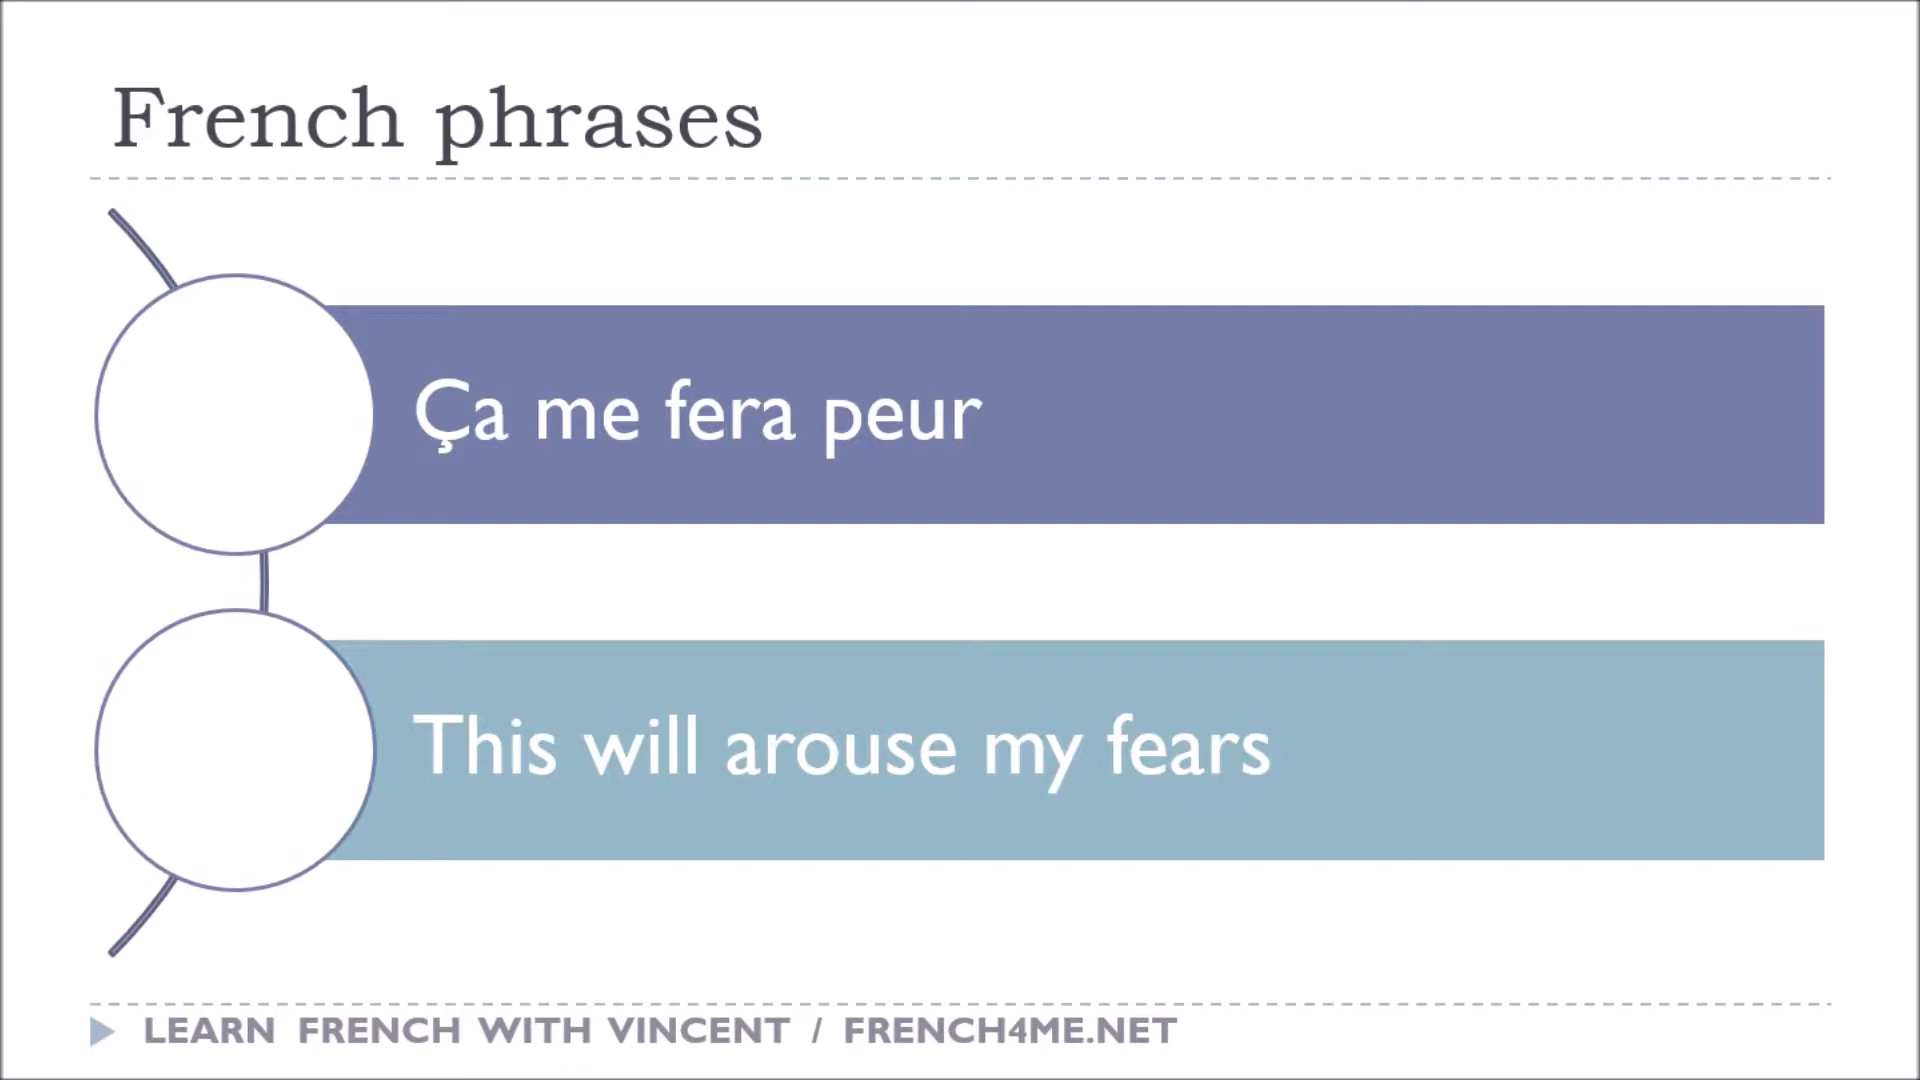 French phrases
Ça me fera peur
This will arouse my fears
LEARN FRENCH WITH VINCENT / FRENCH4ME.NET